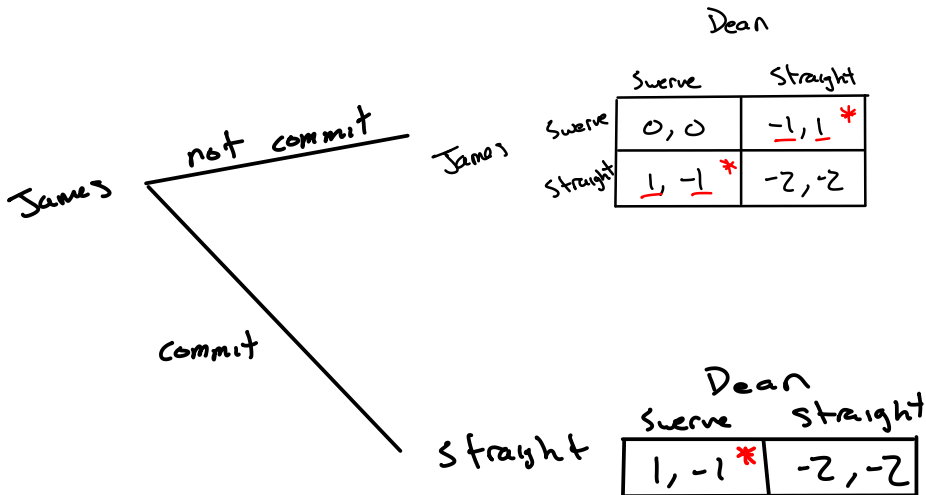 Dean
Swerve Straight
James not commit James Swerve 0, 0 -1, 1 *
Straight 1, -1 * -2, -2
commit
Dean
Swerve Straight
Straight 1, -1 * -2, -2